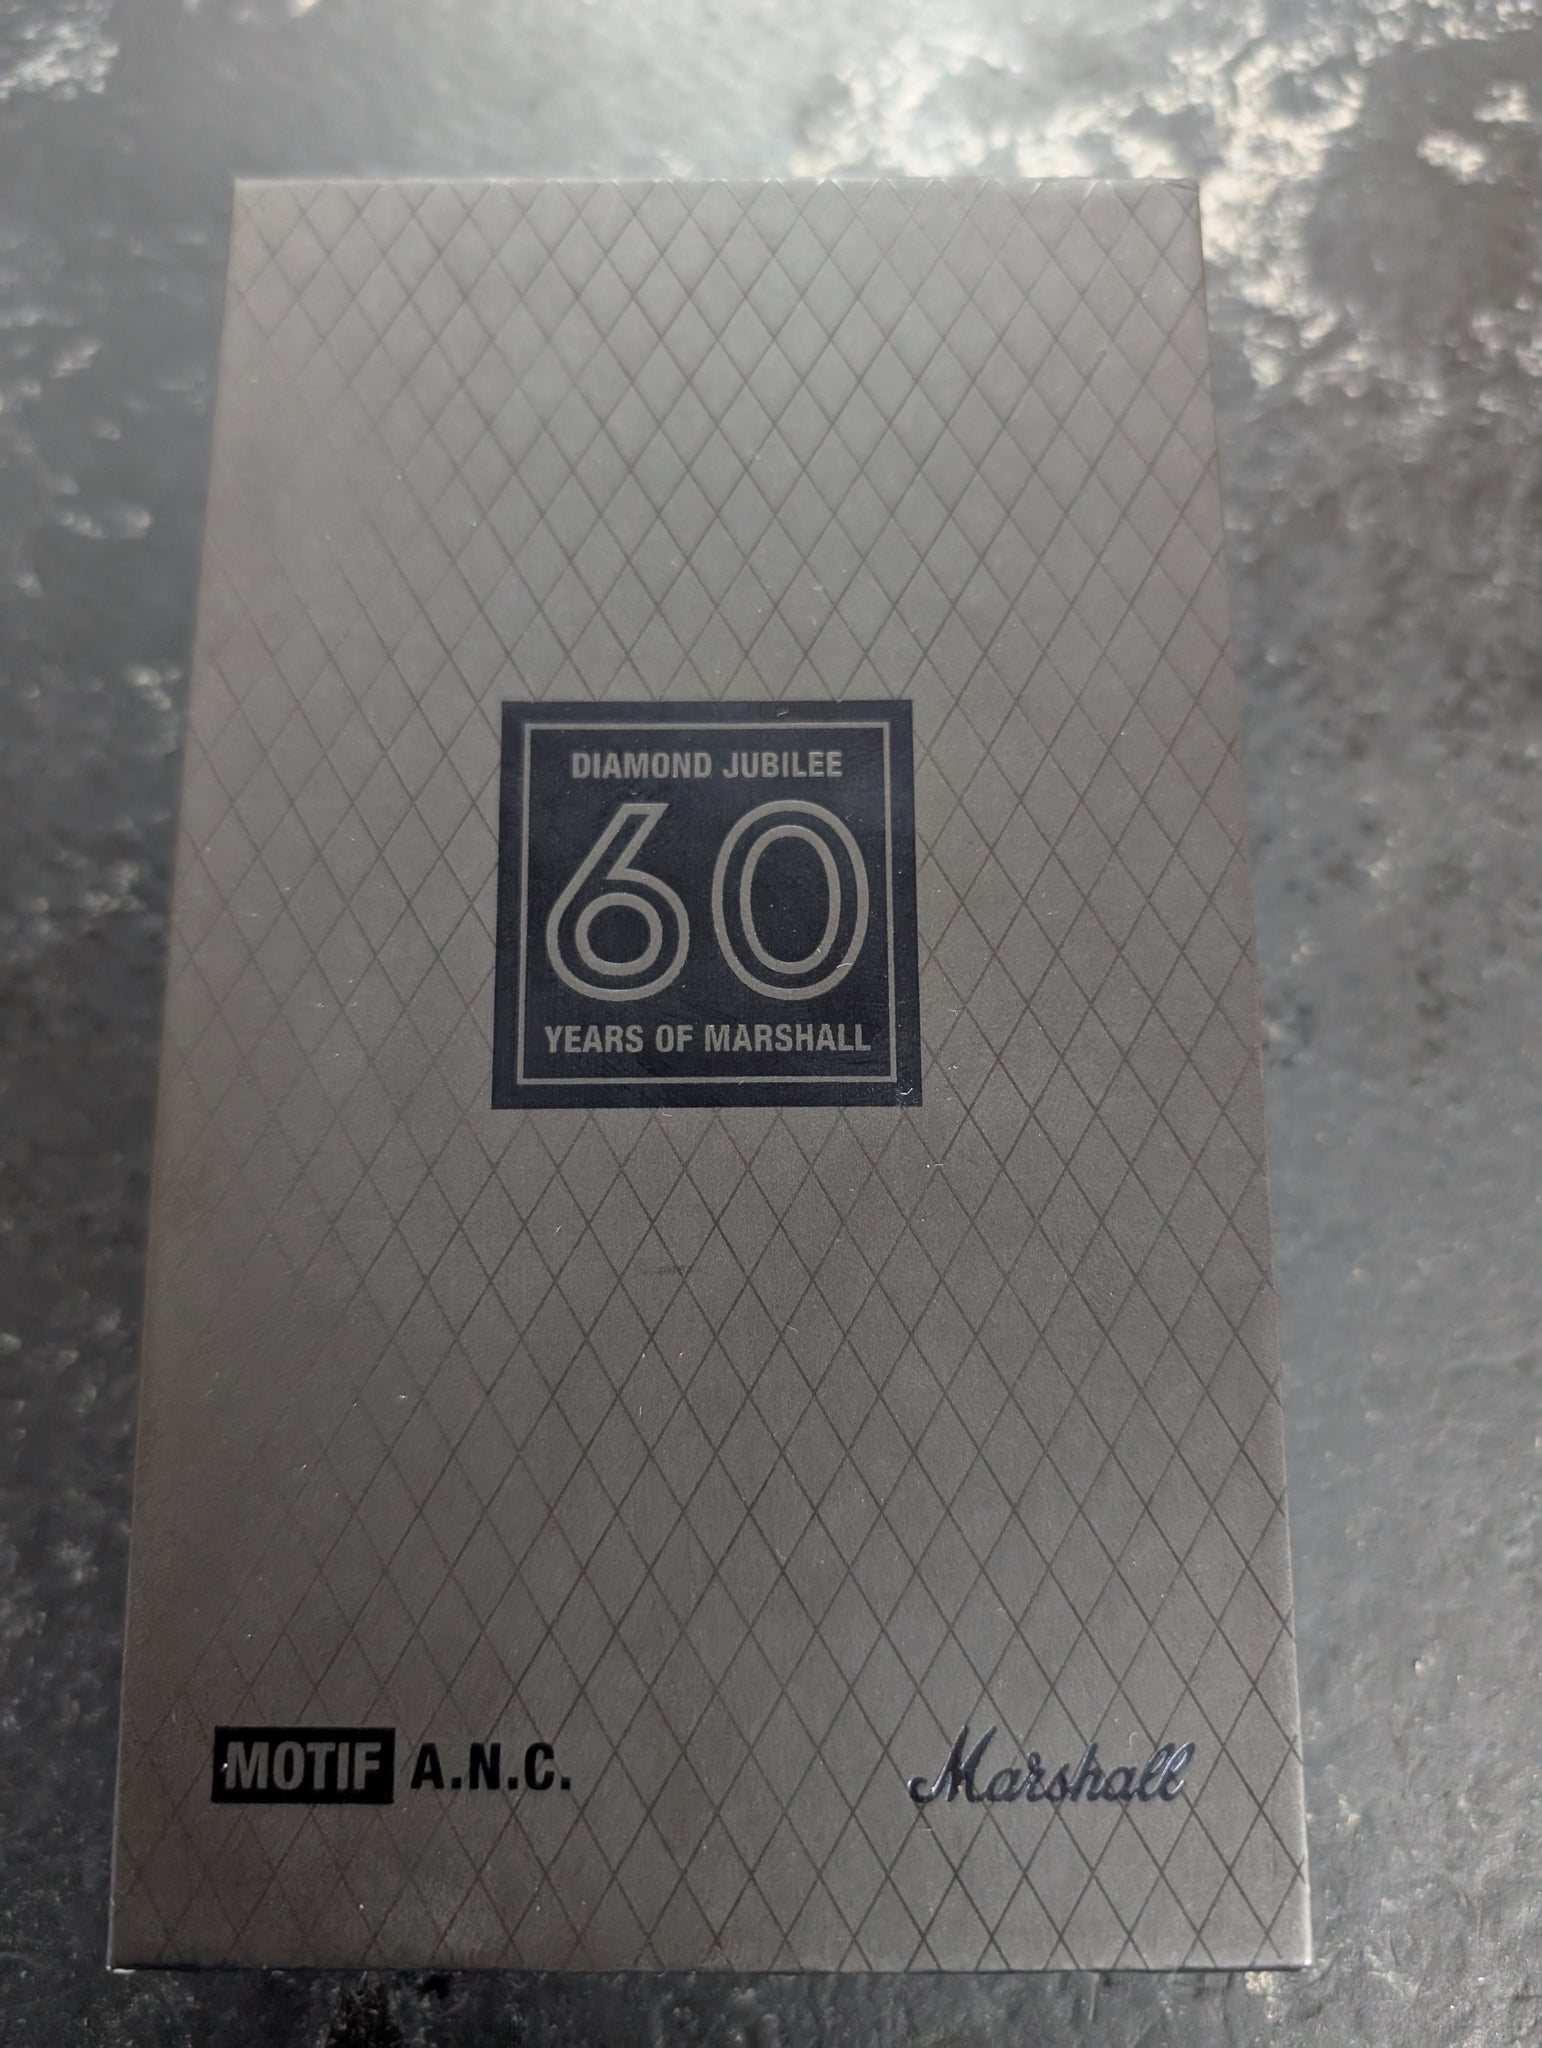 DIAMOND JUBILEE
60
YEARS OF MARSHALL
MOTIF A.N.C.
Marshall